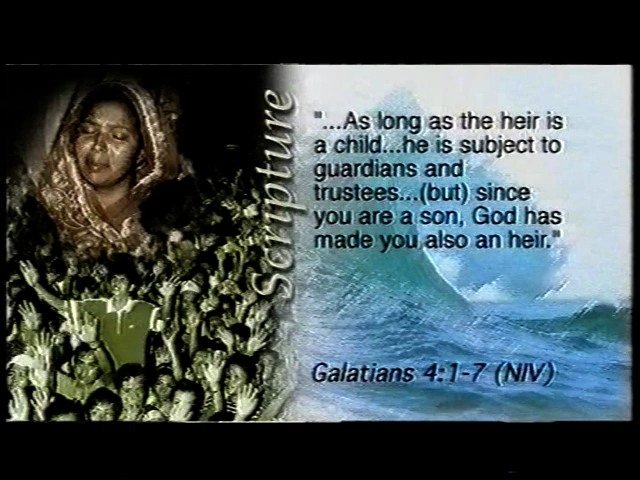 Scripture
"...As long as the heir is
a child...he is subject to
guardians and
trustees...(but) since
you are a son, God has
made you also an heir."
Galatians 4:1-7 (NIV)